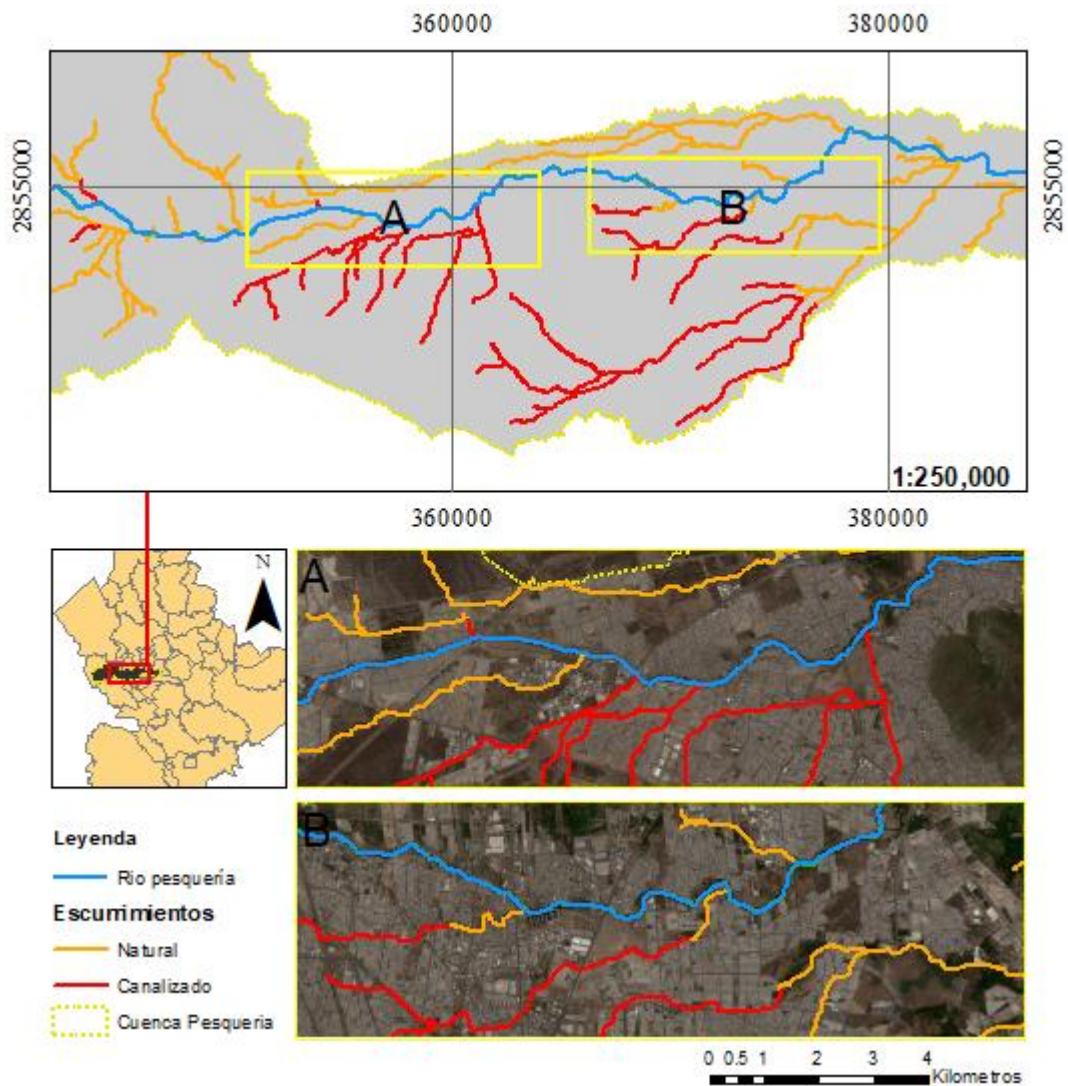 360000 380000
2855000
A
B
2855000
1:250,000
360000 380000
N
A
B
Leyenda
Rio pesquería
Escurrimientos
Natural
Canalizado
Cuenca Pesqueria
0 0.5 1 2 3 4
Kilometros